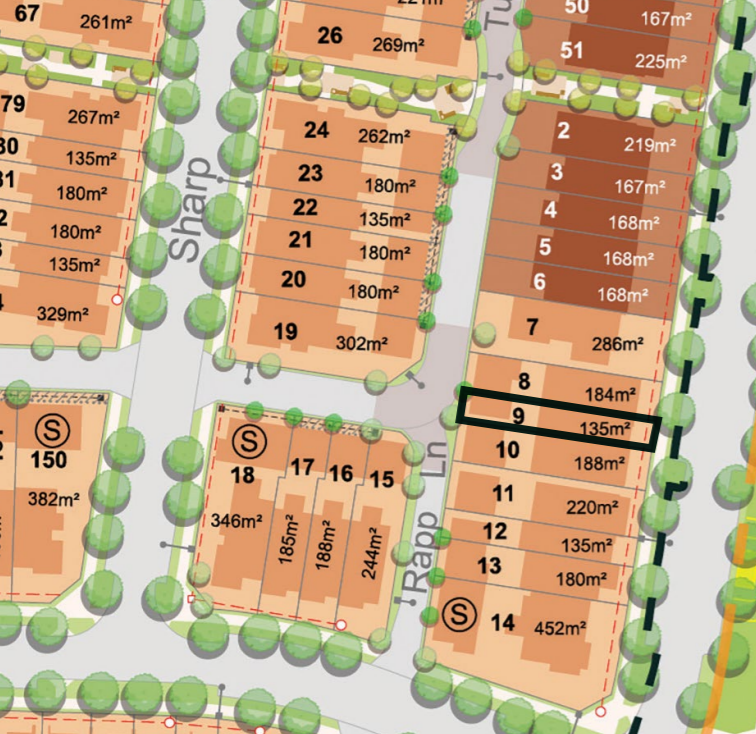 67
261m²
79
267m²
135m²
180m²
180m²
135m²
329m²
Sharp
26
269m²
24 262m²
23 180m²
22 135m²
21 180m²
20 180m²
19 302m²
50 167m²
51 225m²
2 219m²
3 167m²
4 168m²
5 168m²
6 168m²
7 286m²
8 184m²
9 135m²
10 188m²
11 220m²
12 135m²
13 180m²
S 14 452m²
Rapp Ln
S
150
382m²
S
18
346m²
17
185m²
16
188m²
15
244m²